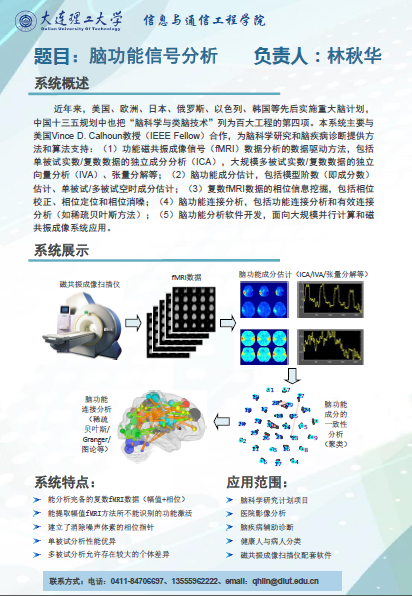 大连理工大学
Dalian University Of Technology
信息与通信工程学院
题目：脑功能信号分析 负责人：林秋华
系统概述
近年来，美国、欧洲、日本、俄罗斯、以色列、韩国等先后实施重大脑计划，
中国十三五规划中也把“脑科学与类脑技术”列为百大工程的第四项。本系统主要与
美国Vince D. Calhoun教授（IEEE Fellow）合作，为脑科学研究和脑疾病诊断提供方
法和算法支持：（1）功能磁共振成像信号（fMRI）数据分析的数据驱动方法，包括
单被试实数/复数数据的独立成分分析（ICA），大规模多被试实数/复数数据的独立
向量分析（IVA）、张量分解等；（2）脑功能成分估计，包括模型阶数（即成分数）
估计、单被试/多被试空时成分估计；（3）复数fMRI数据的相位信息挖掘，包括相位
校正、相位定位和相位消噪；（4）脑功能连接分析，包括功能连接分析和有效连接
分析（如稀疏贝叶斯方法）；（5）脑功能分析软件开发，面向大规模并行计算和磁
共振成像系统应用。
系统展示
磁共振成像扫描仪
fMRI数据
脑功能成分估计（ICA/IVA/张量分解等）
脑功能
连接分析
（稀疏
贝叶斯/
Granger/
图论等）
脑功能
成分的
一致性
分析
（聚类）
系统特点：
能分析完备的复数fMRI数据（幅值+相位）
能提取幅值fMRI方法所不能识别的功能激活
建立了消除噪声体素的相位指针
单被试分析性能优异
多被试分析允许存在较大的个体差异
应用范围：
脑科学研究计划项目
医院影像分析
脑疾病辅助诊断
健康人与病人分类
磁共振成像扫描仪配套软件
联系方式：电话：0411-84706697、13555962222、email：qhlin@dlut.edu.cn